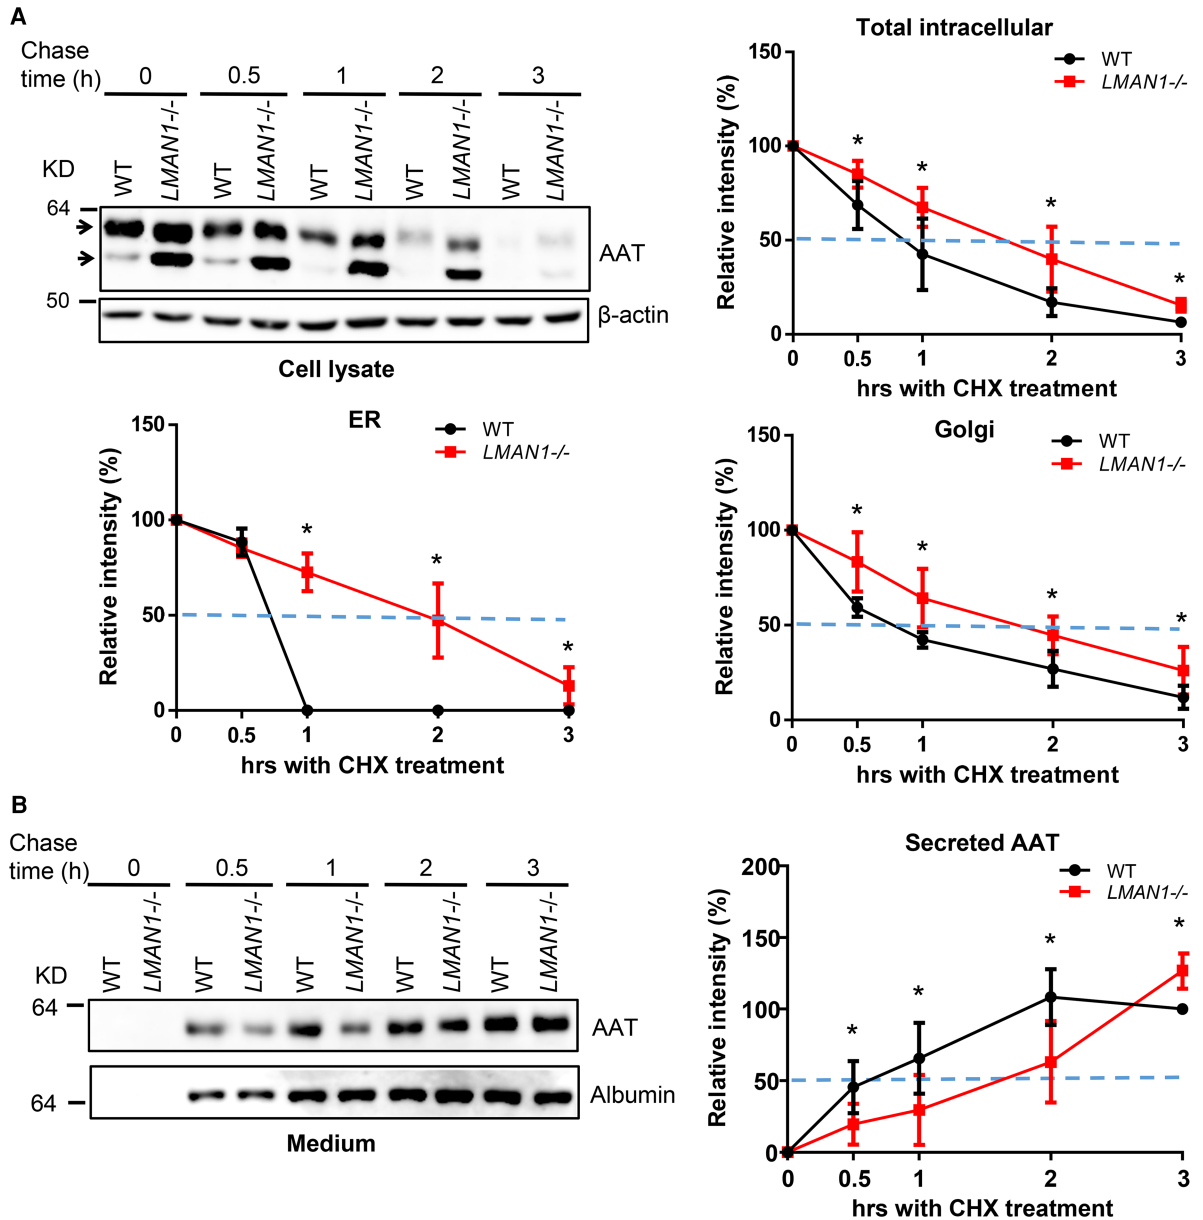 A
Chase
time (h)
0 0.5 1 2 3
KD
WT LMAN1-/- WT LMAN1-/- WT LMAN1-/- WT LMAN1-/- WT LMAN1-/-
64
AAT
50
β-actin
Cell lysate
Total intracellular
WT
LMAN1-/-
Relative intensity (%)
150
* * * *
100
50
0
0 0.5 1 2 3
hrs with CHX treatment
ER
WT
LMAN1-/-
Relative intensity (%)
150
100
* * *
50
0
0 0.5 1 2 3
hrs with CHX treatment
Golgi
WT
LMAN1-/-
Relative intensity (%)
150
* * * *
100
50
0
0 0.5 1 2 3
hrs with CHX treatment
B
Chase
time (h)
0 0.5 1 2 3
KD
WT LMAN1-/- WT LMAN1-/- WT LMAN1-/- WT LMAN1-/- WT LMAN1-/-
64
AAT
64
Albumin
Medium
Secreted AAT
WT
LMAN1-/-
Relative intensity (%)
200
150
* * * *
100
50
0
0 0.5 1 2 3
hrs with CHX treatment